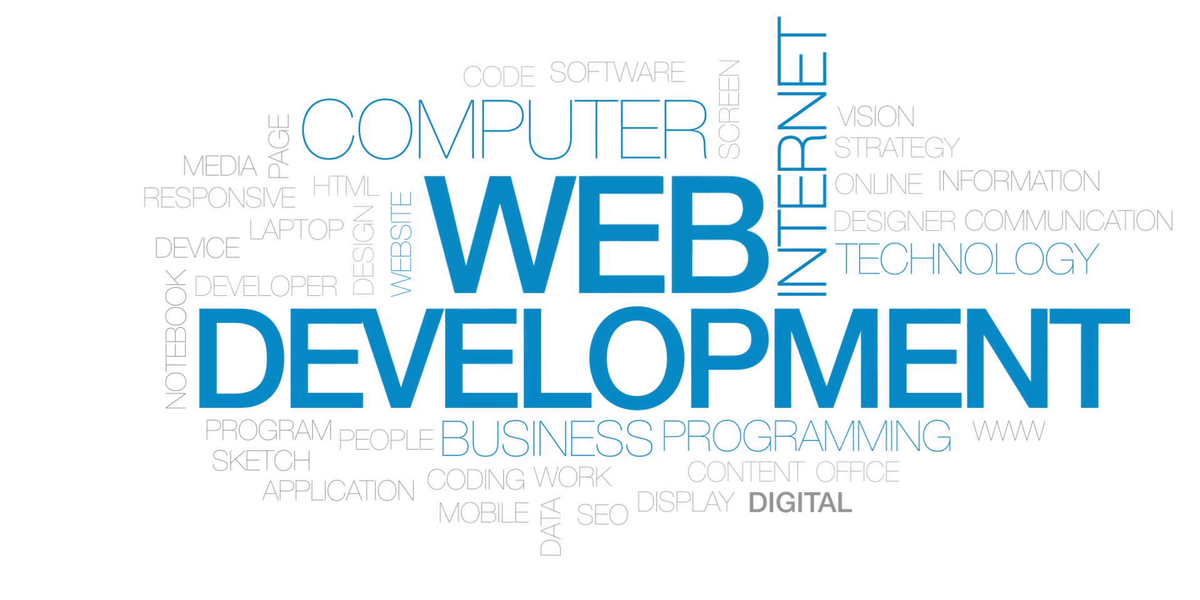 CODE SOFTWARE
SCREEN
INTERNET
COMPUTER
PAGE
VISION
STRATEGY
MEDIA
RESPONSIVE
HTML
ONLINE INFORMATION
LAPTOP
DESIGN
WEBSITE
WEB
DESIGNER COMMUNICATION
DEVICE
TECHNOLOGY
DEVELOPER
NOTEBOOK
DEVELOPMENT
PROGRAM PEOPLE BUSINESS PROGRAMMING WWW
SKETCH
CODING WORK
CONTENT OFFICE
APPLICATION
MOBILE
DATA
SEO
DISPLAY DIGITAL